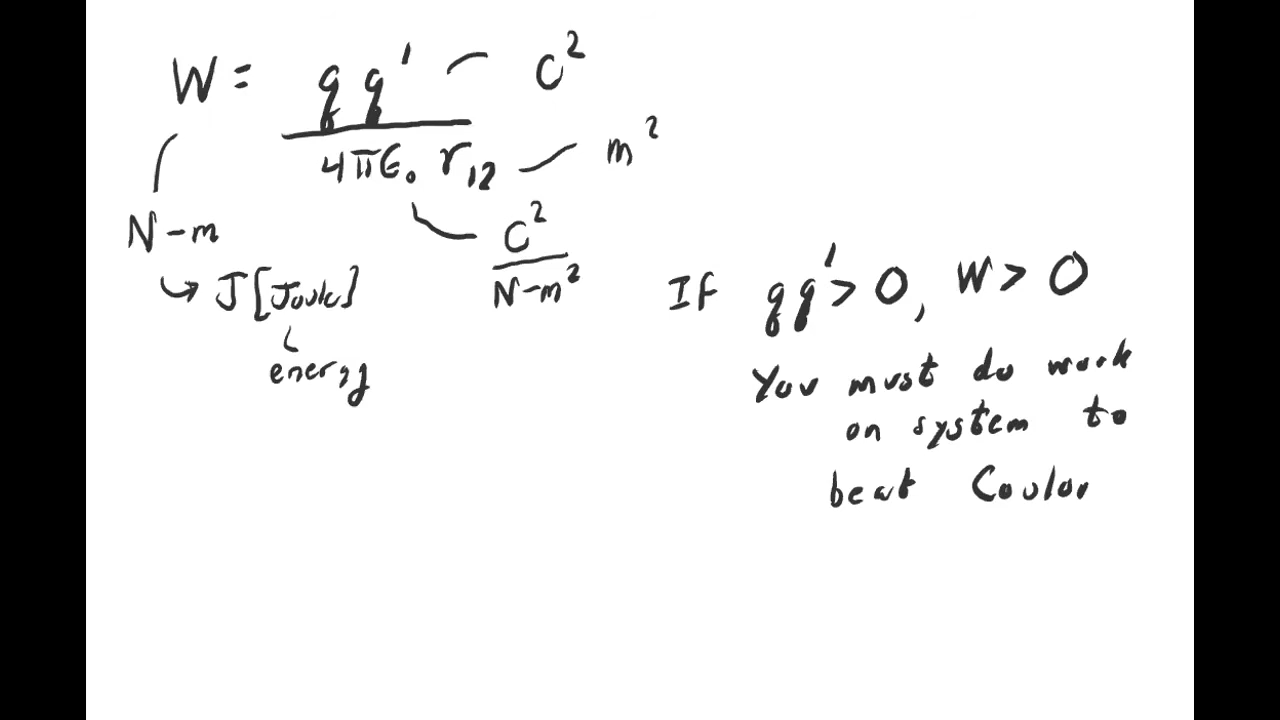 W = qq' — C²
4πϵ₀ r₁₂ — m²
N-m
C²
N-m²
↳ J [Joule]
energy
If qq' > 0, W > 0
You must do work
on system to
beat Coulom